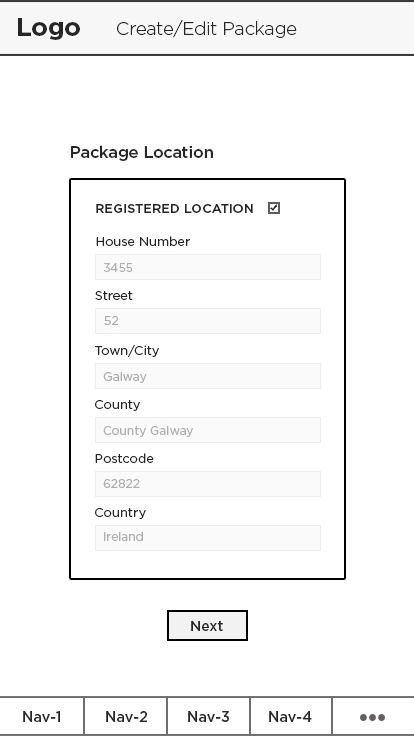 Logo Create/Edit Package
Package Location
REGISTERED LOCATION
House Number
3455
Street
52
Town/City
Galway
County
County Galway
Postcode
62822
Country
Ireland
Next
Nav-1 Nav-2 Nav-3 Nav-4